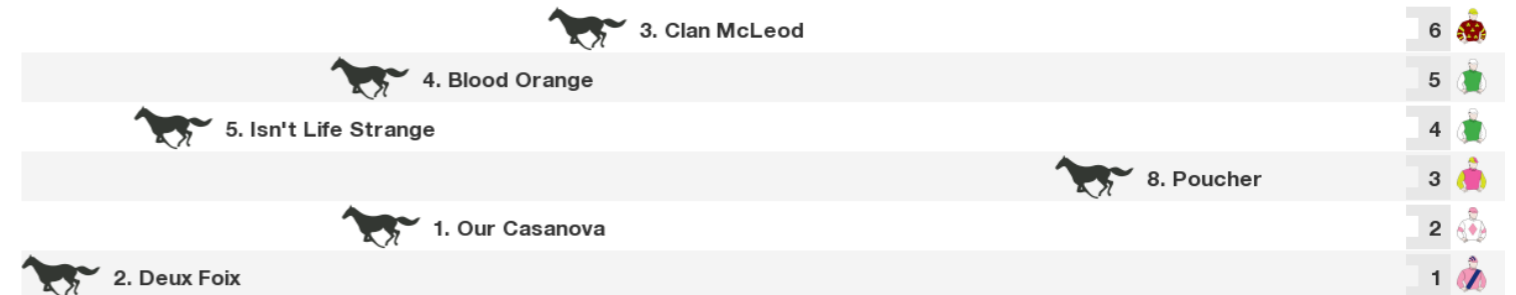 3. Clan McLeod 6
4. Blood Orange 5
5. Isn't Life Strange 4
8. Poucher 3
1. Our Casanova 2
2. Deux Foix 1